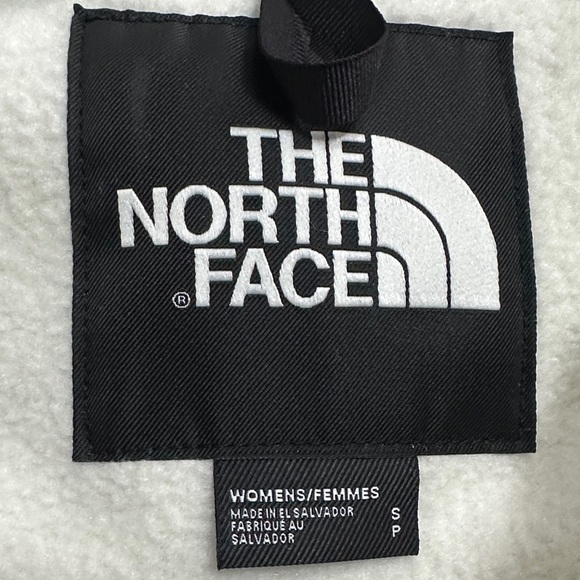 THE
NORTH
® FACE
WOMENS/FEMMES
MADE IN EL SALVADOR S
FABRIQUÉ AU P
SALVADOR